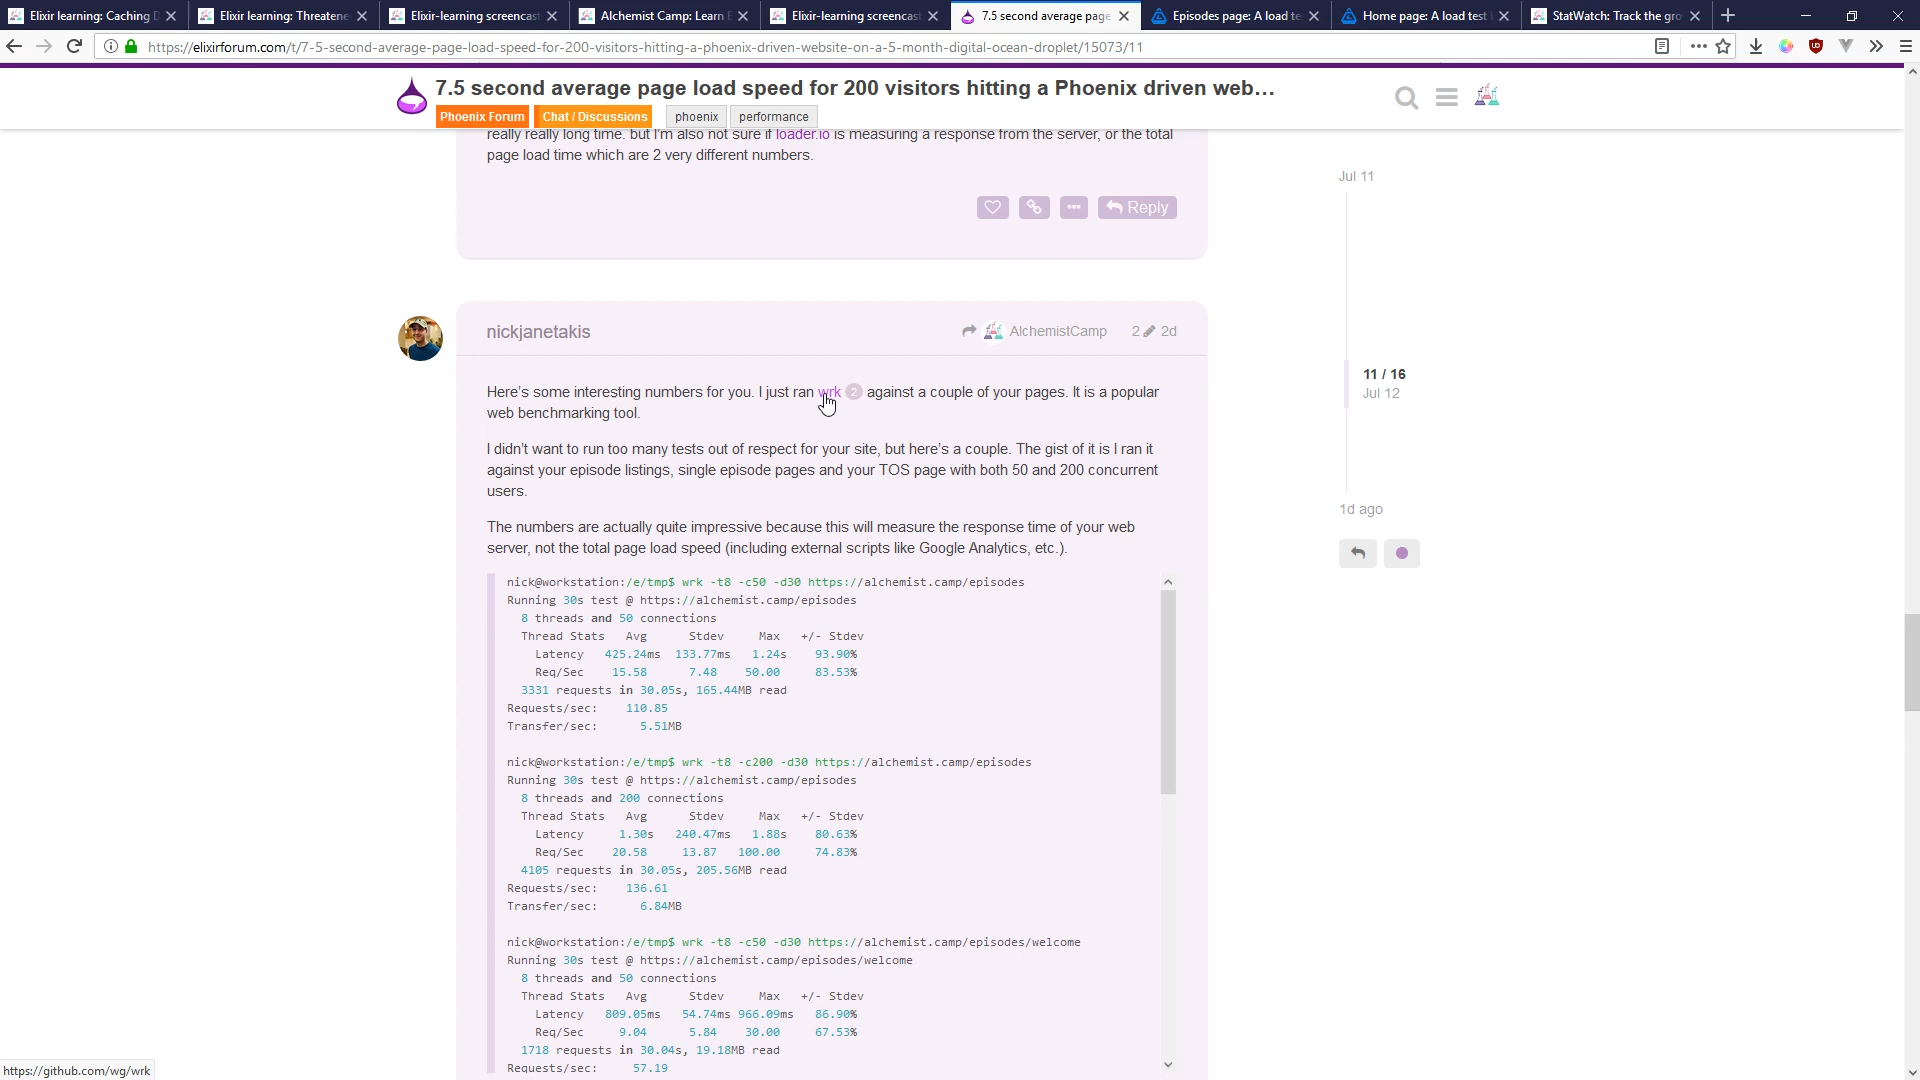 Elixir learning: Caching D
Elixir learning: Threatene
Elixir-learning screencast
Alchemist Camp: Learn E
Elixir-learning screencast
7.5 second average page
Episodes page: A load te
Home page: A load test
StatWatch: Track the gro
https://elixirforum.com/t/7-5-second-average-page-load-speed-for-200-visitors-hitting-a-phoenix-driven-website-on-a-5-month-digital-ocean-droplet/15073/11
7.5 second average page load speed for 200 visitors hitting a Phoenix driven web...
Phoenix Forum Chat / Discussions phoenix performance
really really long time. but I'm also not sure if loader.io is measuring a response from the server, or the total
page load time which are 2 very different numbers.
Reply
Jul 11
11 / 16
Jul 12
1d ago
nickjanetakis AlchemistCamp 2 2d
Here's some interesting numbers for you. I just ran wrk 2 against a couple of your pages. It is a popular
web benchmarking tool.
I didn't want to run too many tests out of respect for your site, but here's a couple. The gist of it is I ran it
against your episode listings, single episode pages and your TOS page with both 50 and 200 concurrent
users.
The numbers are actually quite impressive because this will measure the response time of your web
server, not the total page load speed (including external scripts like Google Analytics, etc.).
nick@workstation:/e/tmp$ wrk -t8 -c50 -d30 https://alchemist.camp/episodes
Running 30s test @ https://alchemist.camp/episodes
8 threads and 50 connections
Thread Stats Avg Stdev Max +/- Stdev
Latency 425.24ms 133.77ms 1.24s 93.90%
Req/Sec 15.58 7.48 50.00 83.53%
3331 requests in 30.05s, 165.44MB read
Requests/sec: 110.85
Transfer/sec: 5.51MB
nick@workstation:/e/tmp$ wrk -t8 -c200 -d30 https://alchemist.camp/episodes
Running 30s test @ https://alchemist.camp/episodes
8 threads and 200 connections
Thread Stats Avg Stdev Max +/- Stdev
Latency 1.30s 240.47ms 1.88s 80.63%
Req/Sec 20.58 13.87 100.00 74.83%
4105 requests in 30.05s, 205.56MB read
Requests/sec: 136.61
Transfer/sec: 6.84MB
nick@workstation:/e/tmp$ wrk -t8 -c50 -d30 https://alchemist.camp/episodes/welcome
Running 30s test @ https://alchemist.camp/episodes/welcome
8 threads and 50 connections
Thread Stats Avg Stdev Max +/- Stdev
Latency 809.05ms 54.74ms 966.09ms 86.90%
Req/Sec 9.04 5.84 30.00 67.53%
1718 requests in 30.04s, 19.18MB read
Requests/sec: 57.19
https://github.com/wg/wrk